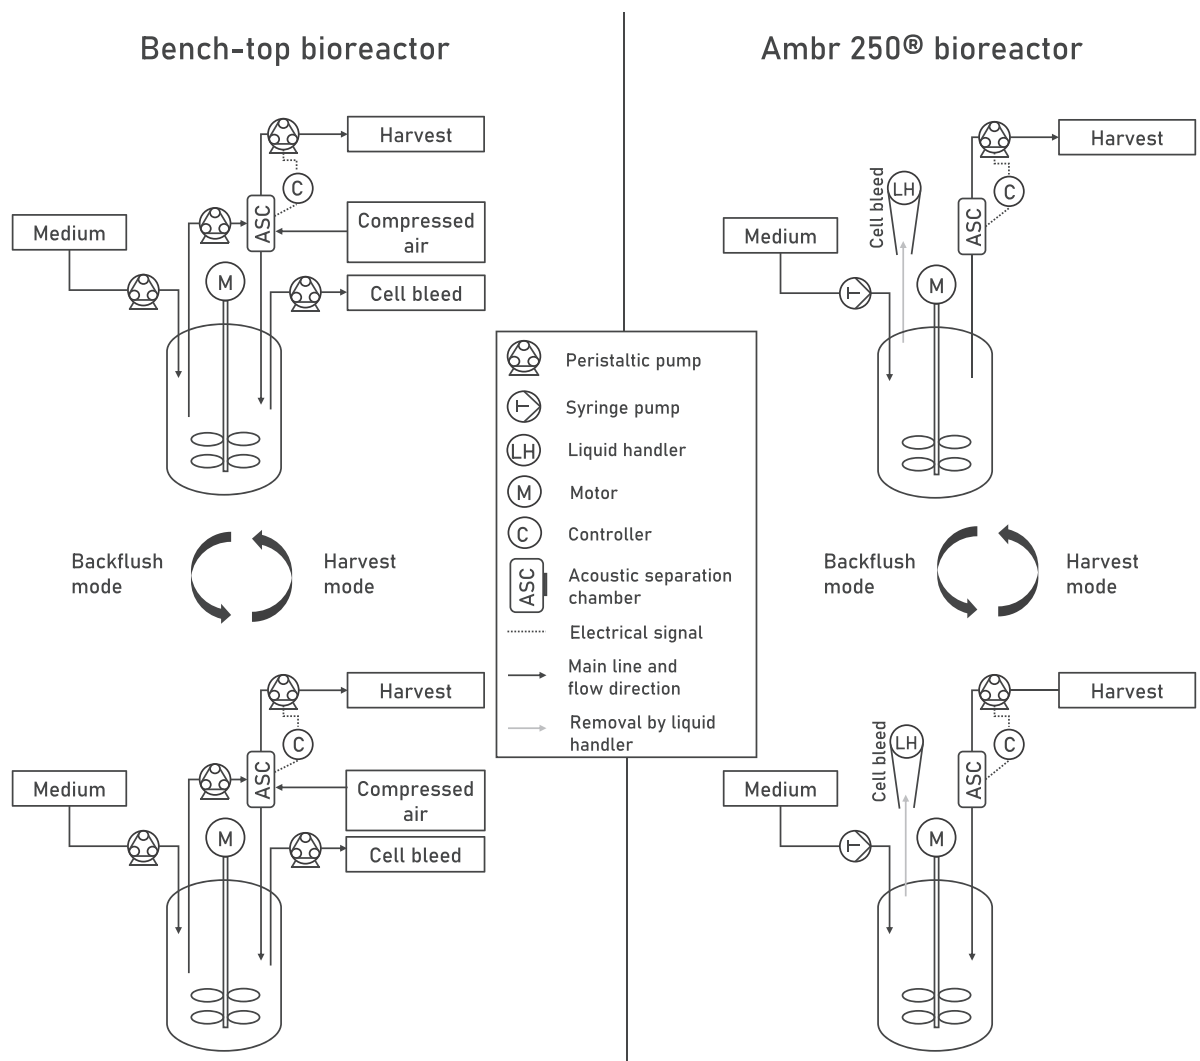 Bench-top bioreactor
Harvest
C
ASC
Compressed
air
Medium
M
Cell bleed
Backflush
mode
Harvest
mode
Harvest
C
ASC
Compressed
air
Medium
M
Cell bleed
Peristaltic pump
T
Syringe pump
LH
Liquid handler
M
Motor
C
Controller
ASC
Acoustic separation
chamber
Electrical signal
Main line and
flow direction
Removal by liquid
handler
Ambr 250® bioreactor
Harvest
C
LH
Cell bleed
ASC
Medium
T
M
Backflush
mode
Harvest
mode
Harvest
C
LH
Cell bleed
ASC
Medium
T
M